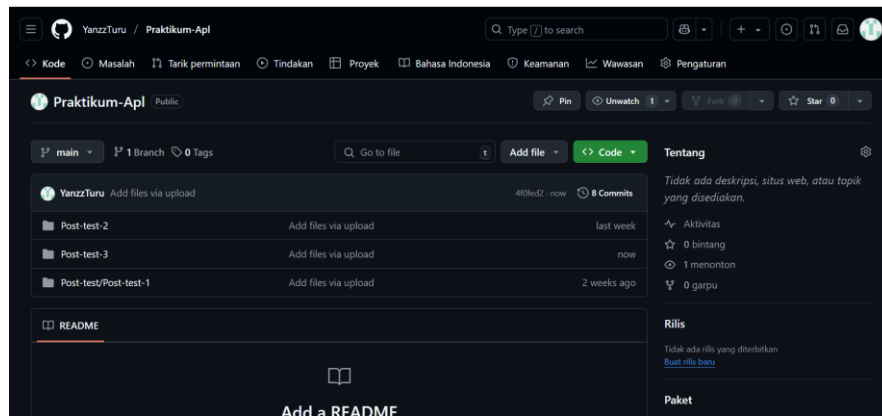 YanzzTuru / Praktikum-Apl
Type / to search
Kode
Masalah
Tarik permintaan
Tindakan
Proyek
Bahasa Indonesia
Keamanan
Wawasan
Pengaturan
Praktikum-Apl Public
Pin
Unwatch 1
Fork 0
Star 0
main
1 Branch
0 Tags
Go to file t
Add file
Code
YanzzTuru Add files via upload
4f0fed2 · now
8 Commits
Post-test-2 Add files via upload last week
Post-test-3 Add files via upload now
Post-test/Post-test-1 Add files via upload 2 weeks ago
README
Add a README
Tentang
Tidak ada deskripsi, situs web, atau topik
yang disediakan.
Aktivitas
0 bintang
1 menonton
0 garpu
Rilis
Tidak ada rilis yang diterbitkan
Buat rilis baru
Paket